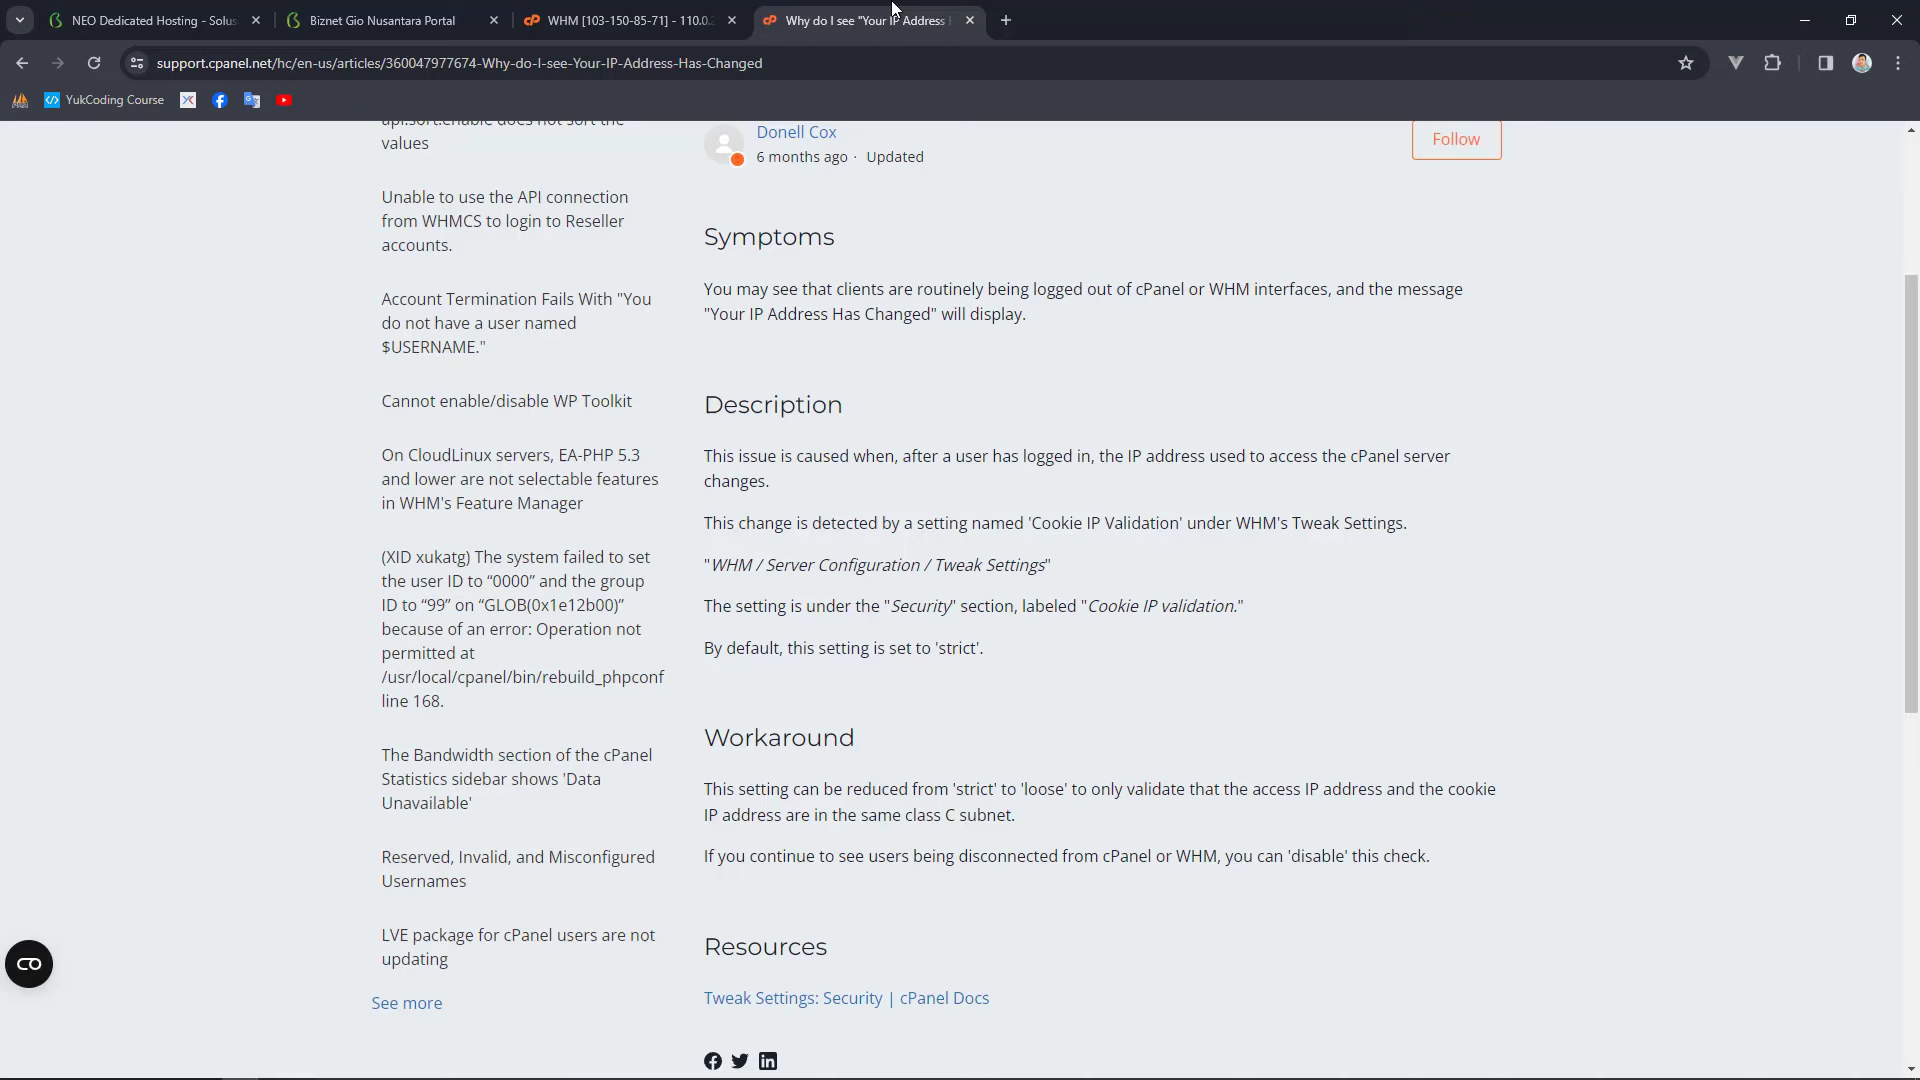 NEO Dedicated Hosting - Solus
Biznet Gio Nusantara Portal
WHM [103-150-85-71] - 110.0.
Why do I see "Your IP Address
support.cpanel.net/hc/en-us/articles/360047977674-Why-do-I-see-Your-IP-Address-Has-Changed
YukCoding Course
api.sort.enable does not sort the
values
Unable to use the API connection
from WHMCS to login to Reseller
accounts.
Account Termination Fails With "You
do not have a user named
$USERNAME."
Cannot enable/disable WP Toolkit
On CloudLinux servers, EA-PHP 5.3
and lower are not selectable features
in WHM's Feature Manager
(XID xukatg) The system failed to set
the user ID to “0000” and the group
ID to “99” on “GLOB(0x1e12b00)”
because of an error: Operation not
permitted at
/usr/local/cpanel/bin/rebuild_phpconf
line 168.
The Bandwidth section of the cPanel
Statistics sidebar shows 'Data
Unavailable'
Reserved, Invalid, and Misconfigured
Usernames
LVE package for cPanel users are not
updating
See more
Donell Cox
6 months ago · Updated
Follow
Symptoms
You may see that clients are routinely being logged out of cPanel or WHM interfaces, and the message
"Your IP Address Has Changed" will display.
Description
This issue is caused when, after a user has logged in, the IP address used to access the cPanel server
changes.
This change is detected by a setting named 'Cookie IP Validation' under WHM's Tweak Settings.
"WHM / Server Configuration / Tweak Settings"
The setting is under the "Security" section, labeled "Cookie IP validation."
By default, this setting is set to 'strict'.
Workaround
This setting can be reduced from 'strict' to 'loose' to only validate that the access IP address and the cookie
IP address are in the same class C subnet.
If you continue to see users being disconnected from cPanel or WHM, you can 'disable' this check.
Resources
Tweak Settings: Security | cPanel Docs